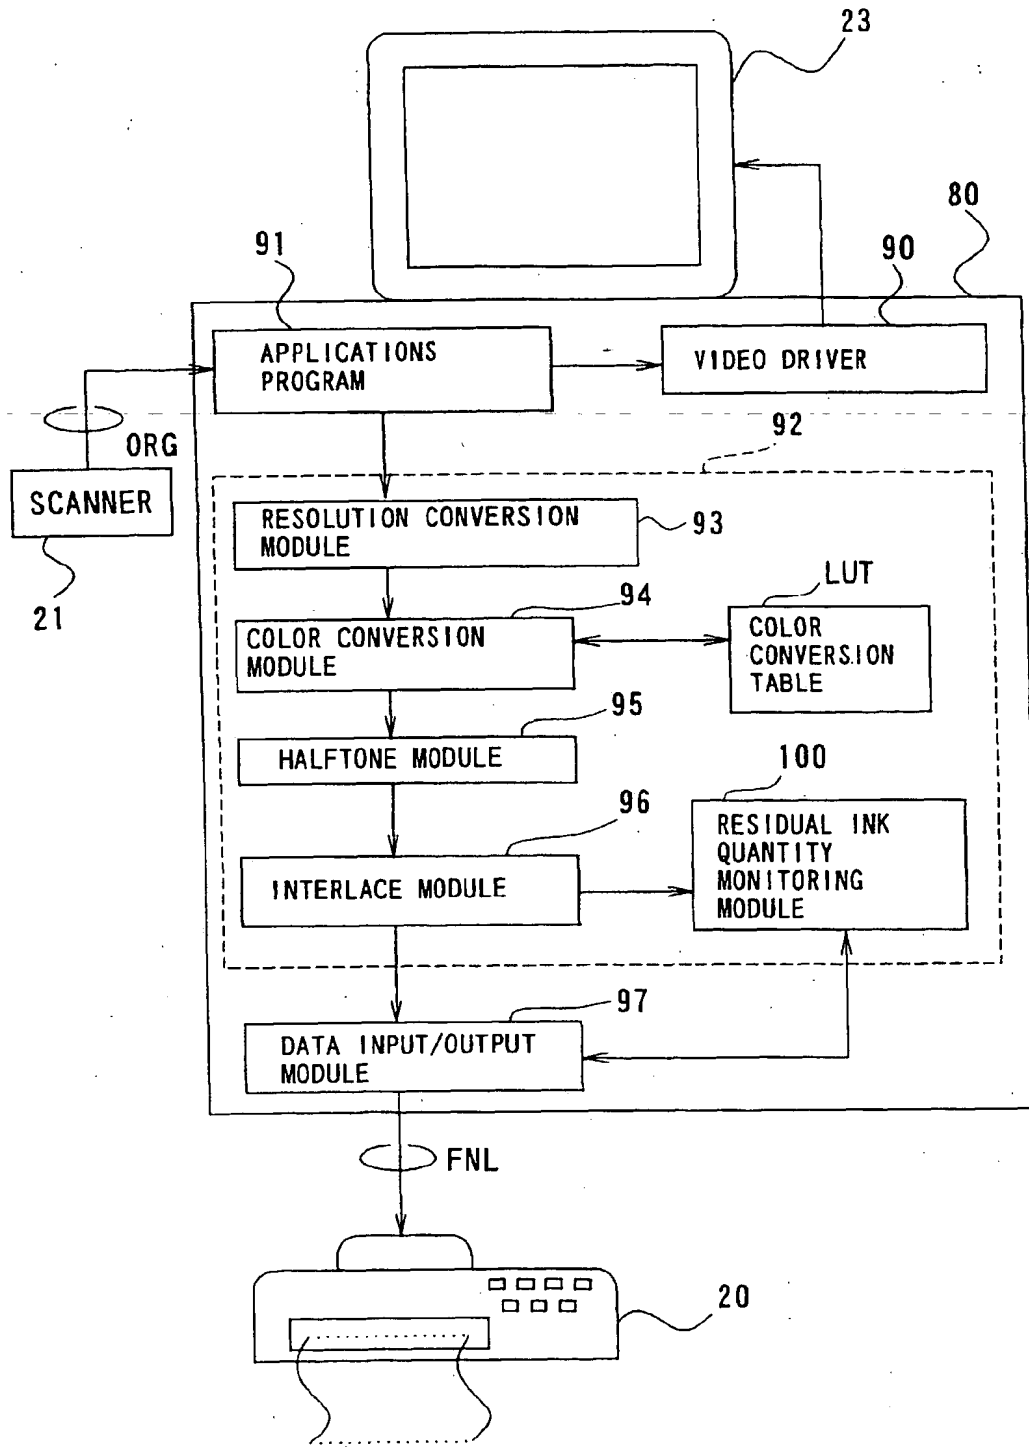 23
80
91
90
APPLICATIONS
PROGRAM
VIDEO DRIVER
ORG
92
SCANNER
21
RESOLUTION CONVERSION
MODULE
93
LUT
94
COLOR CONVERSION
MODULE
COLOR
CONVERSION
TABLE
95
HALFTONE MODULE
100
96
RESIDUAL INK
QUANTITY
MONITORING
MODULE
INTERLACE MODULE
97
DATA INPUT/OUTPUT
MODULE
FNL
20